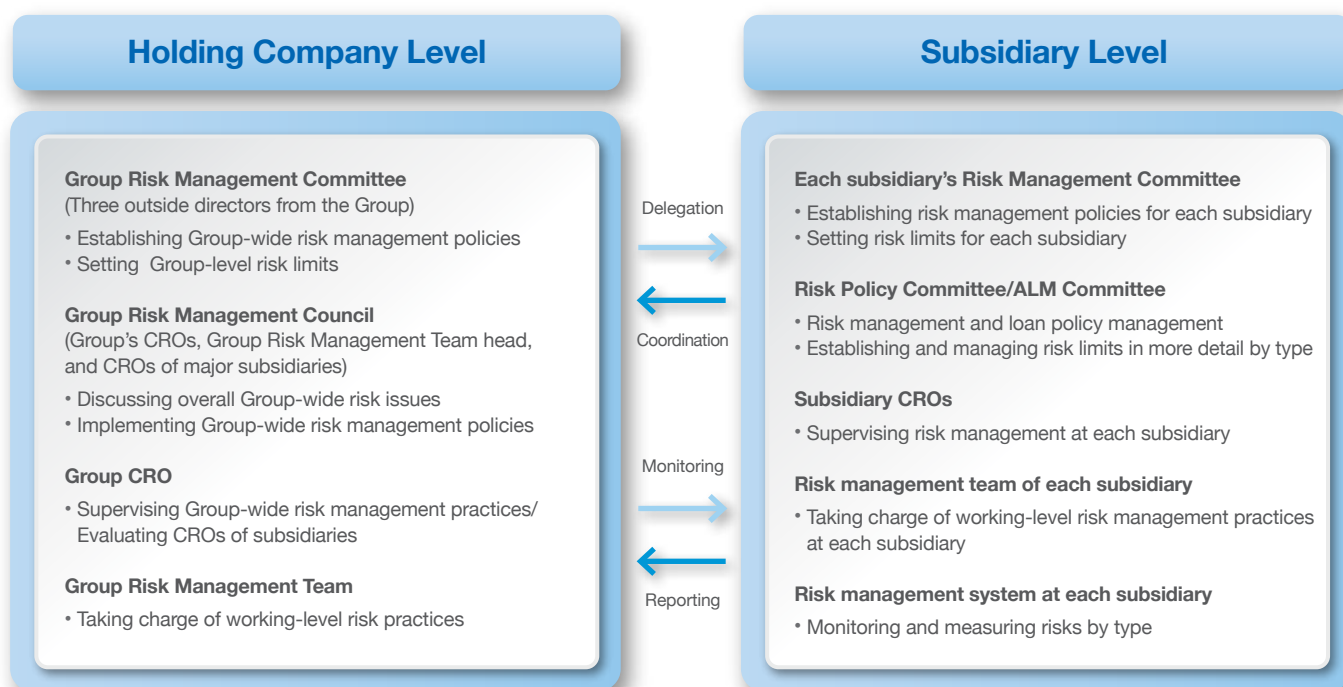 Holding Company Level
Subsidiary Level
Group Risk Management Committee
(Three outside directors from the Group)
• Establishing Group-wide risk management policies
• Setting Group-level risk limits
Group Risk Management Council
(Group's CROs, Group Risk Management Team head,
and CROs of major subsidiaries)
• Discussing overall Group-wide risk issues
• Implementing Group-wide risk management policies
Group CRO
• Supervising Group-wide risk management practices/
Evaluating CROs of subsidiaries
Group Risk Management Team
• Taking charge of working-level risk practices
Delegation
Coordination
Monitoring
Reporting
Each subsidiary's Risk Management Committee
• Establishing risk management policies for each subsidiary
• Setting risk limits for each subsidiary
Risk Policy Committee/ALM Committee
• Risk management and loan policy management
• Establishing and managing risk limits in more detail by type
Subsidiary CROs
• Supervising risk management at each subsidiary
Risk management team of each subsidiary
• Taking charge of working-level risk management practices
at each subsidiary
Risk management system at each subsidiary
• Monitoring and measuring risks by type